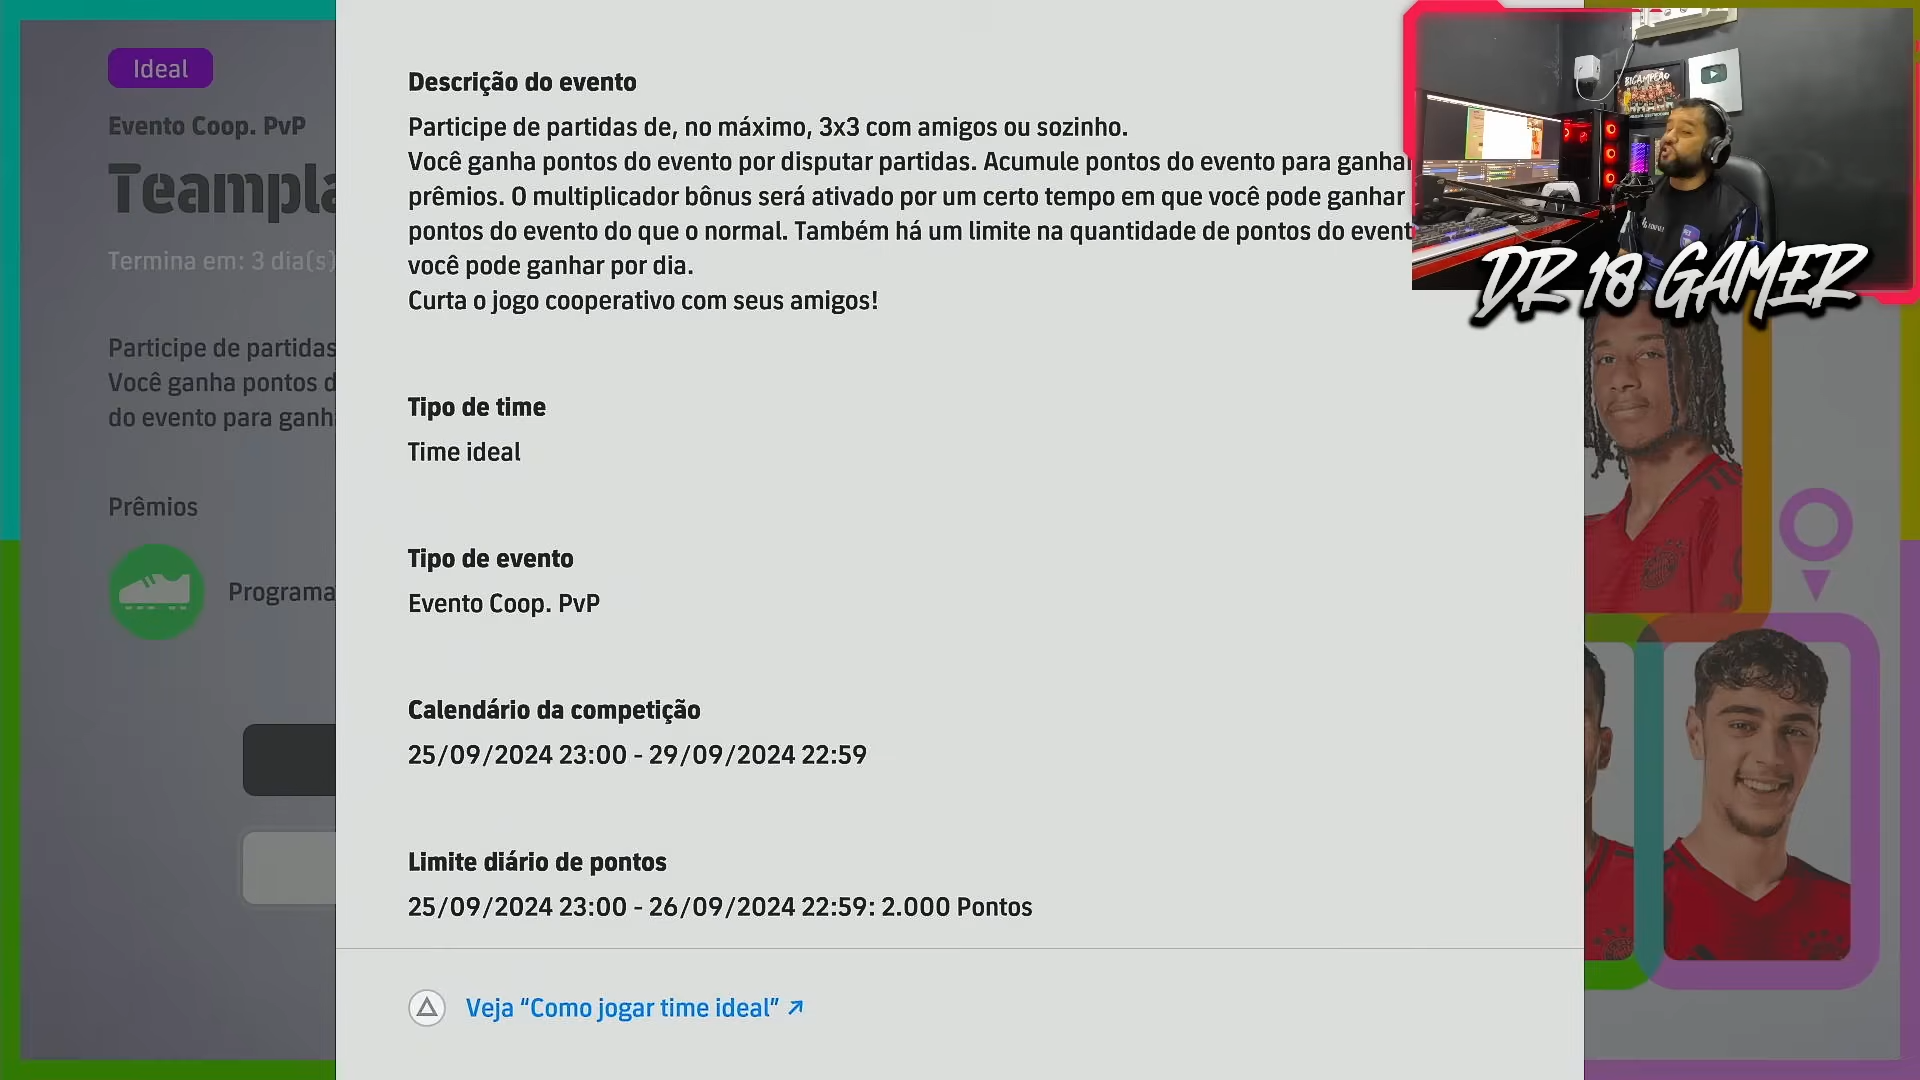 Ideal
Evento Coop. PvP
Termina em: 3 dia(s)
Participe de partidas
Você ganha pontos
do evento para
Prêmios
Descrição do evento
Participe de partidas de, no máximo, 3x3 com amigos ou sozinho.
Você ganha pontos do evento por disputar partidas. Acumule pontos do evento para ganhar
prêmios. O multiplicador bônus será ativado por um certo tempo em que você pode ganhar
pontos do evento do que o normal. Também há um limite na quantidade de pontos do
você pode ganhar por dia.
Curta o jogo cooperativo com seus amigos!
Tipo de time
Time ideal
Tipo de evento
Evento Coop. PvP
Calendário da competição
25/09/2024 23:00 - 29/09/2024 22:59
Limite diário de pontos
25/09/2024 23:00 - 26/09/2024 22:59: 2.000 Pontos
Veja “Como jogar time ideal” ↗
BICAMPEÃO
DR 18 GAMER